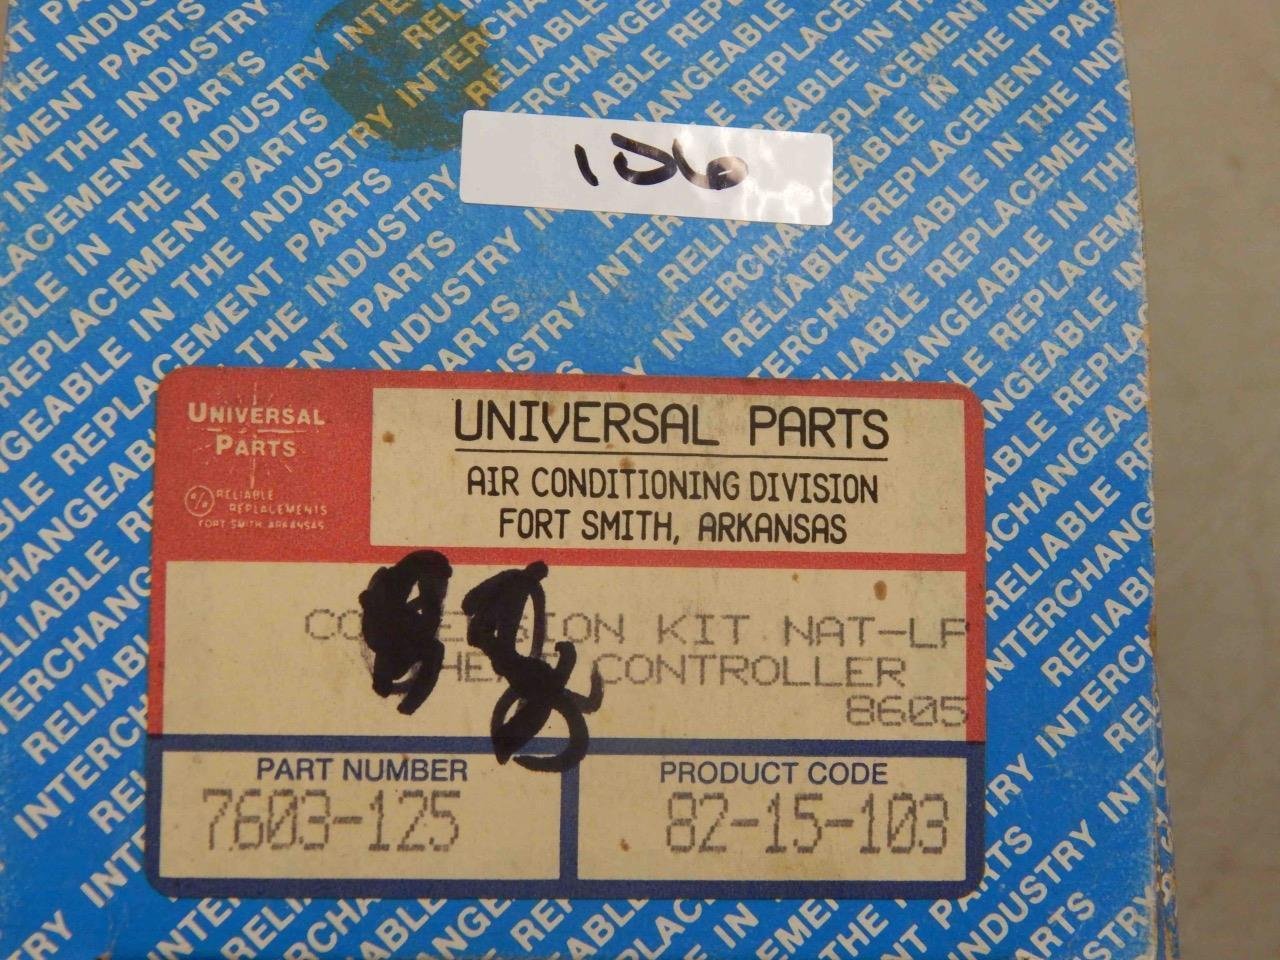 106
UNIVERSAL
PARTS
RELIABLE
REPLACEMENTS
FORT SMITH ARKANSAS
UNIVERSAL PARTS
AIR CONDITIONING DIVISION
FORT SMITH, ARKANSAS
KIT NAT-LP
CONTROLLER
8605
PART NUMBER
7603-125
PRODUCT CODE
82-15-103
RELIABLE REPLACEMENT PARTS
INTERCHANGEABLE IN THE INDUSTRY